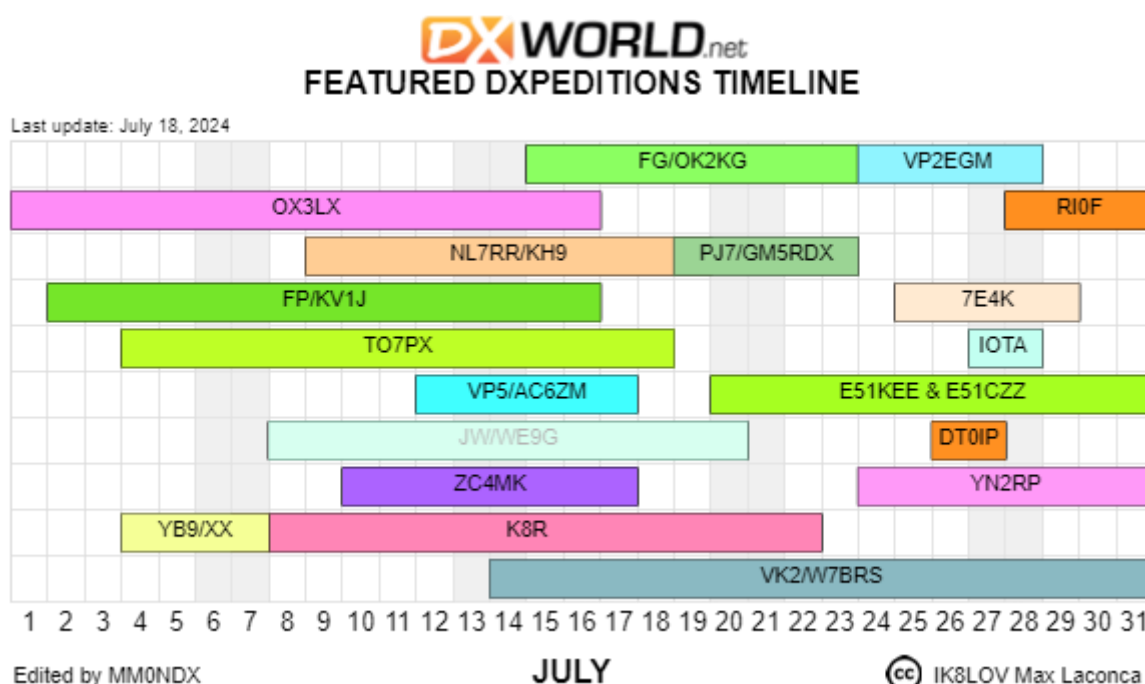 DX WORLD.net
FEATURED DXPEDITIONS TIMELINE
Last update: July 18, 2024
FG/OK2KG VP2EGM
OX3LX RI0F
NL7RR/KH9 PJ7/GM5RDX
FP/KV1J 7E4K
TO7PX IOTA
VP5/AC6ZM E51KEE & E51CZZ
JW/WE9G DT0IP
ZC4MK YN2RP
YB9/XX K8R
VK2/W7BRS
1 2 3 4 5 6 7 8 9 10 11 12 13 14 15 16 17 18 19 20 21 22 23 24 25 26 27 28 29 30 31
Edited by MM0NDX JULY cc IK8LOV Max Laconca